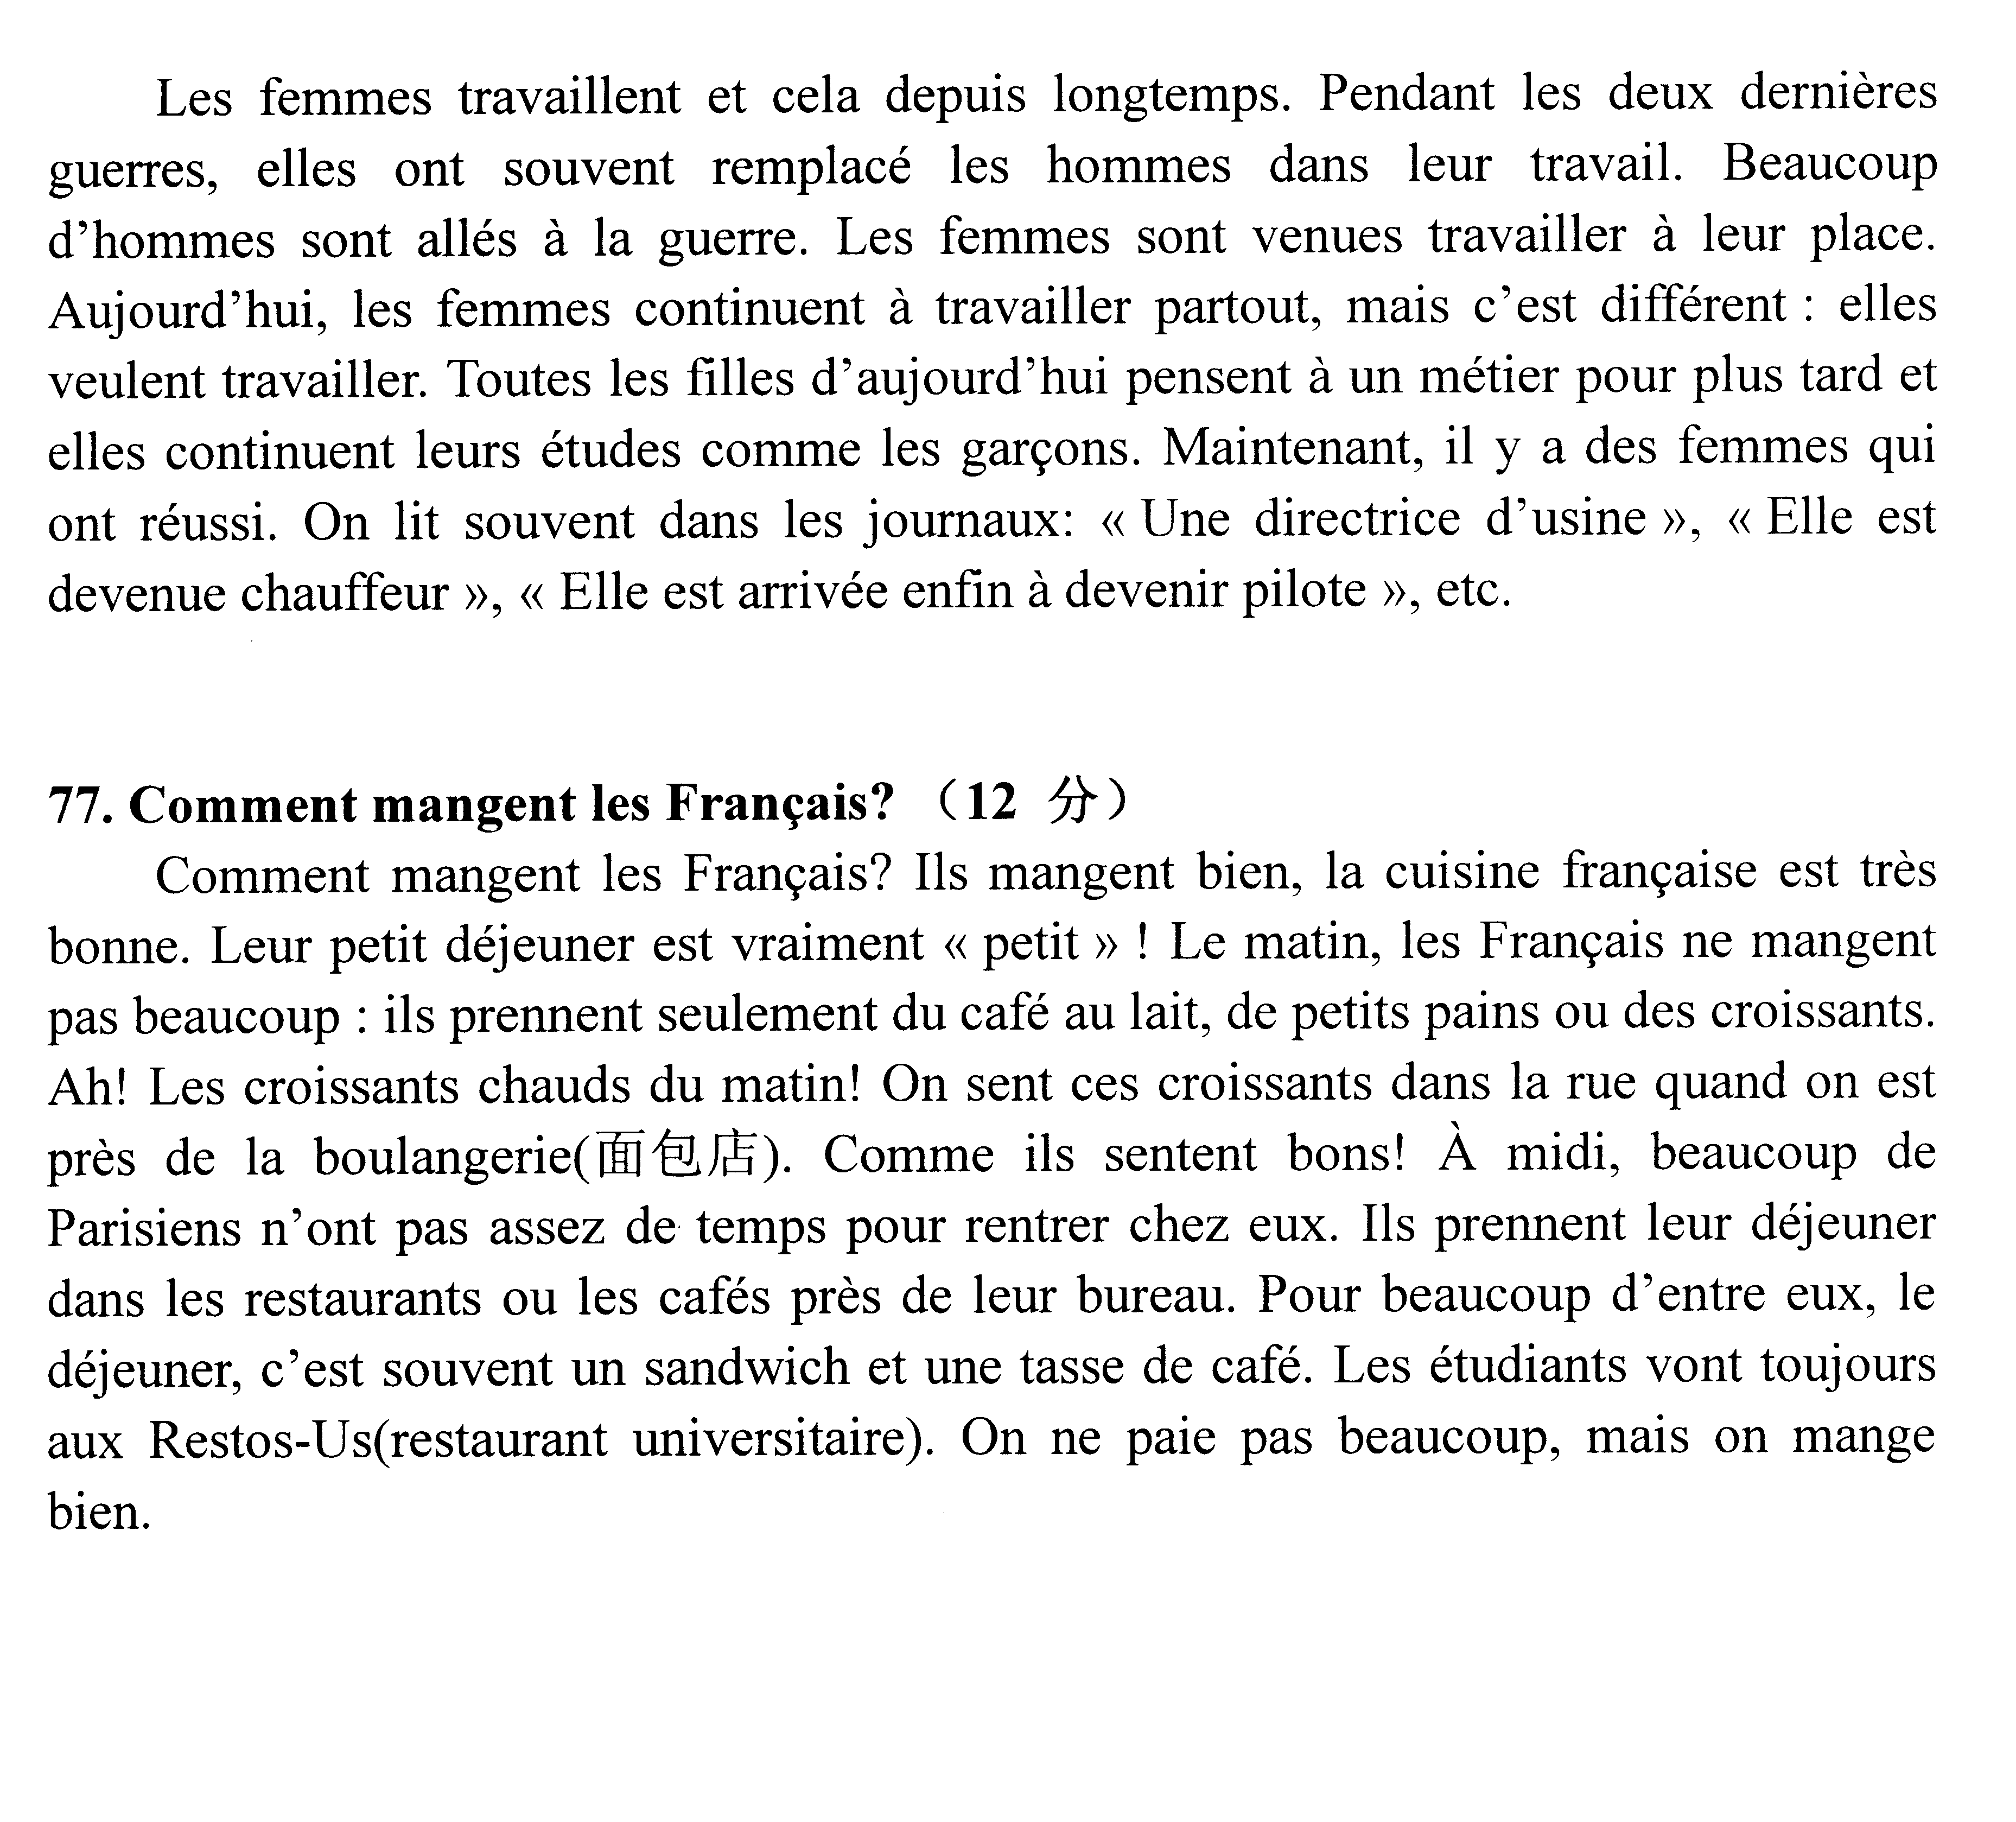 Les femmes travaillent et cela depuis longtemps. Pendant les deux dernières
guerres, elles ont souvent remplacé les hommes dans leur travail. Beaucoup
d’hommes sont allés à la guerre. Les femmes sont venues travailler à leur place.
Aujourd’hui, les femmes continuent à travailler partout, mais c’est différent : elles
veulent travailler. Toutes les filles d’aujourd’hui pensent à un métier pour plus tard et
elles continuent leurs études comme les garçons. Maintenant, il y a des femmes qui
ont réussi. On lit souvent dans les journaux: « Une directrice d’usine », « Elle est
devenue chauffeur », « Elle est arrivée enfin à devenir pilote », etc.
77. Comment mangent les Français? （12 分）
Comment mangent les Français? Ils mangent bien, la cuisine française est très
bonne. Leur petit déjeuner est vraiment « petit » ! Le matin, les Français ne mangent
pas beaucoup : ils prennent seulement du café au lait, de petits pains ou des croissants.
Ah! Les croissants chauds du matin! On sent ces croissants dans la rue quand on est
près de la boulangerie(面包店). Comme ils sentent bons! À midi, beaucoup de
Parisiens n’ont pas assez de temps pour rentrer chez eux. Ils prennent leur déjeuner
dans les restaurants ou les cafés près de leur bureau. Pour beaucoup d’entre eux, le
déjeuner, c’est souvent un sandwich et une tasse de café. Les étudiants vont toujours
aux Restos-Us(restaurant universitaire). On ne paie pas beaucoup, mais on mange
bien.